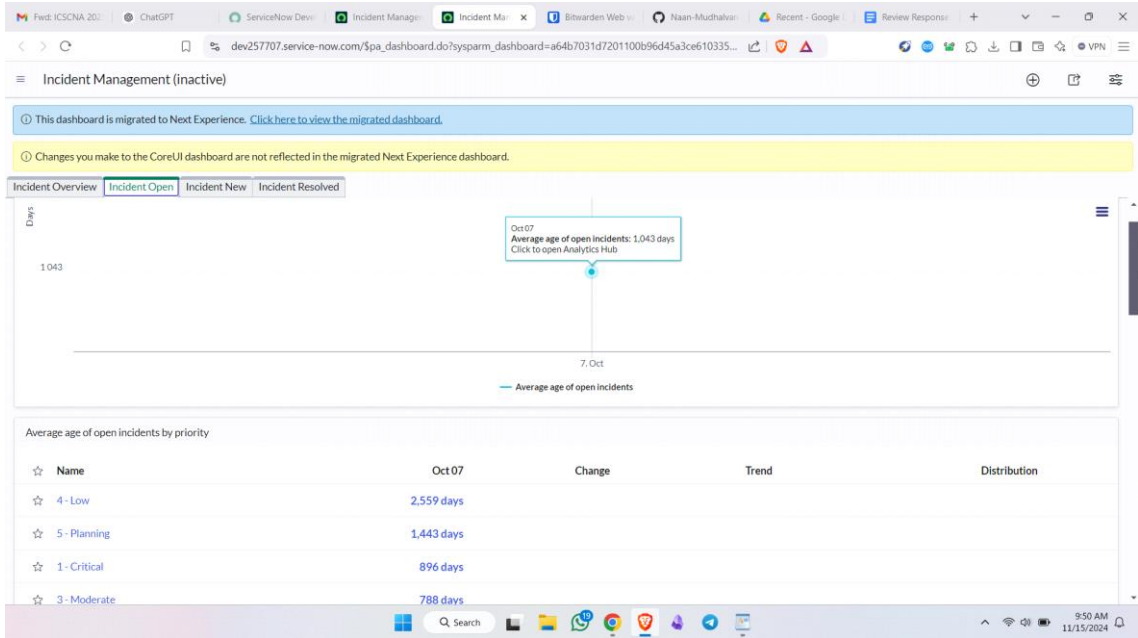 Fwd: ICSCNA 202
ChatGPT
ServiceNow Deve
Incident Manage
Incident Ma
Bitwarden Web v
Naan-Mudhalvan
Recent - Google
Review Response
dev257707.service-now.com/$pa_dashboard.do?sysparm_dashboard=a64b7031d7201100b96d45a3ce610335...
VPN
Incident Management (inactive)
This dashboard is migrated to Next Experience. Click here to view the migrated dashboard.
Changes you make to the CoreUI dashboard are not reflected in the migrated Next Experience dashboard.
Incident Overview Incident Open Incident New Incident Resolved
Days
Oct 07
Average age of open incidents: 1,043 days
Click to open Analytics Hub
1 043
7. Oct
Average age of open incidents
Average age of open incidents by priority
Name Oct 07 Change Trend Distribution
4 - Low 2,559 days
5 - Planning 1,443 days
1 - Critical 896 days
3 - Moderate 788 days
Search
19
9:50 AM
11/15/2024